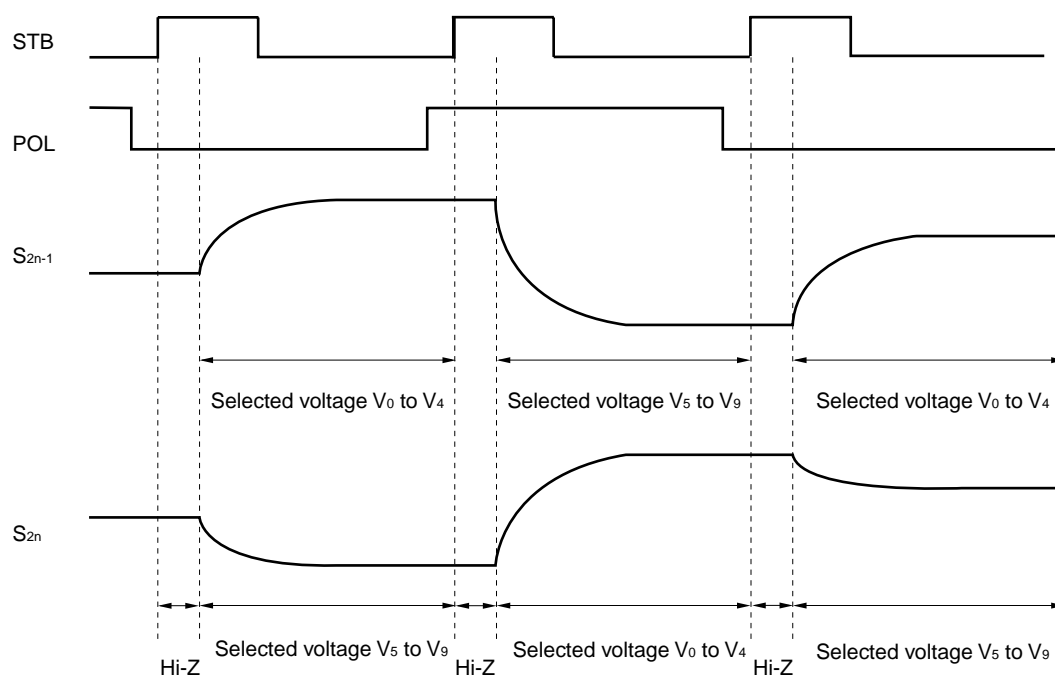 STB
POL
S2n-1
Selected voltage V0 to V4 Selected voltage V5 to V9 Selected voltage V0 to V4
S2n
Selected voltage V5 to V9 Selected voltage V0 to V4 Selected voltage V5 to V9
Hi-Z Hi-Z Hi-Z